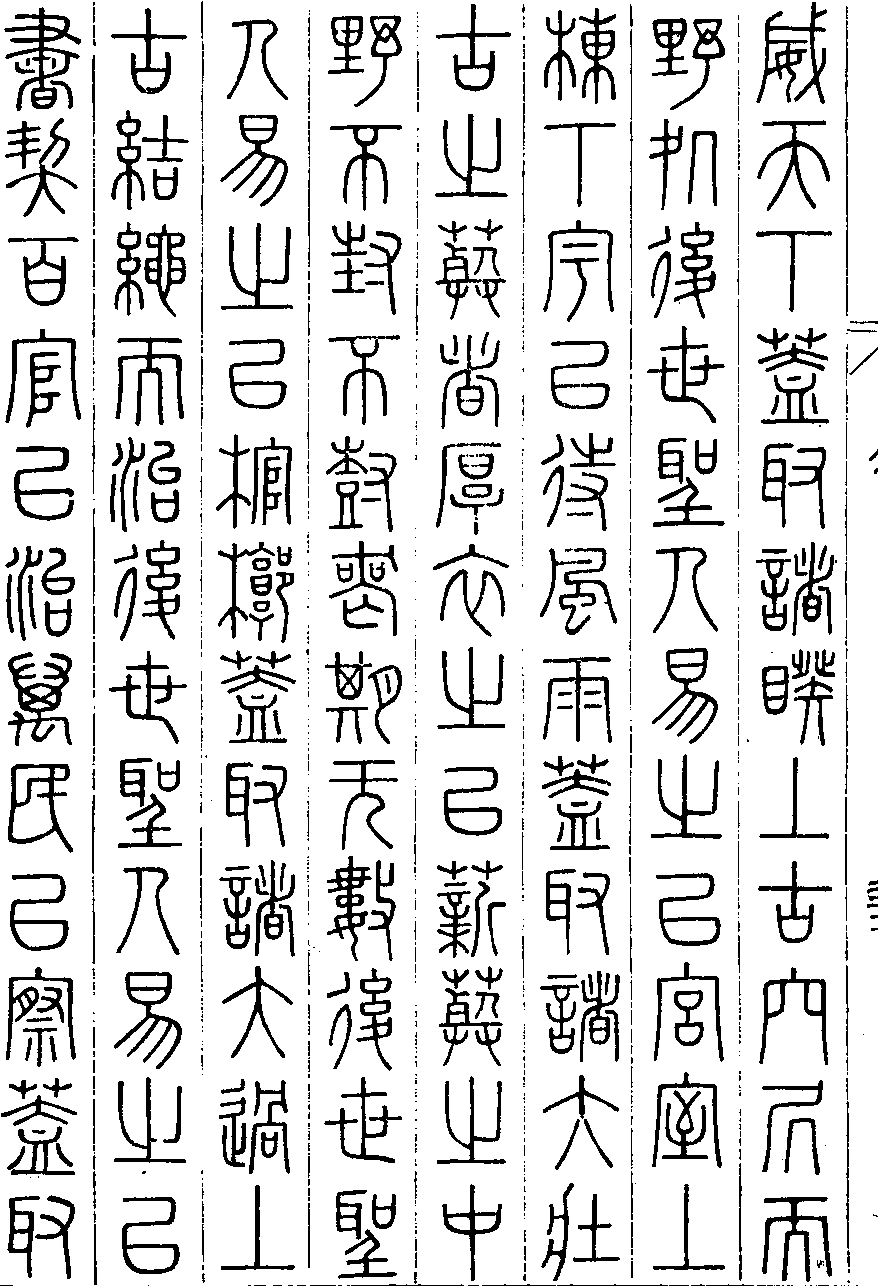 威天下蓋取諸睽上古穴居而
野処後世聖人易之以宮室上
棟下宇以待風雨蓋取諸大壯
古之葬者厚衣之以薪葬之中
野不封不樹喪期无數後世聖
人易之以棺槨蓋取諸大過上
古結繩而治後世聖人易之以
書契百官以治萬民以察蓋取